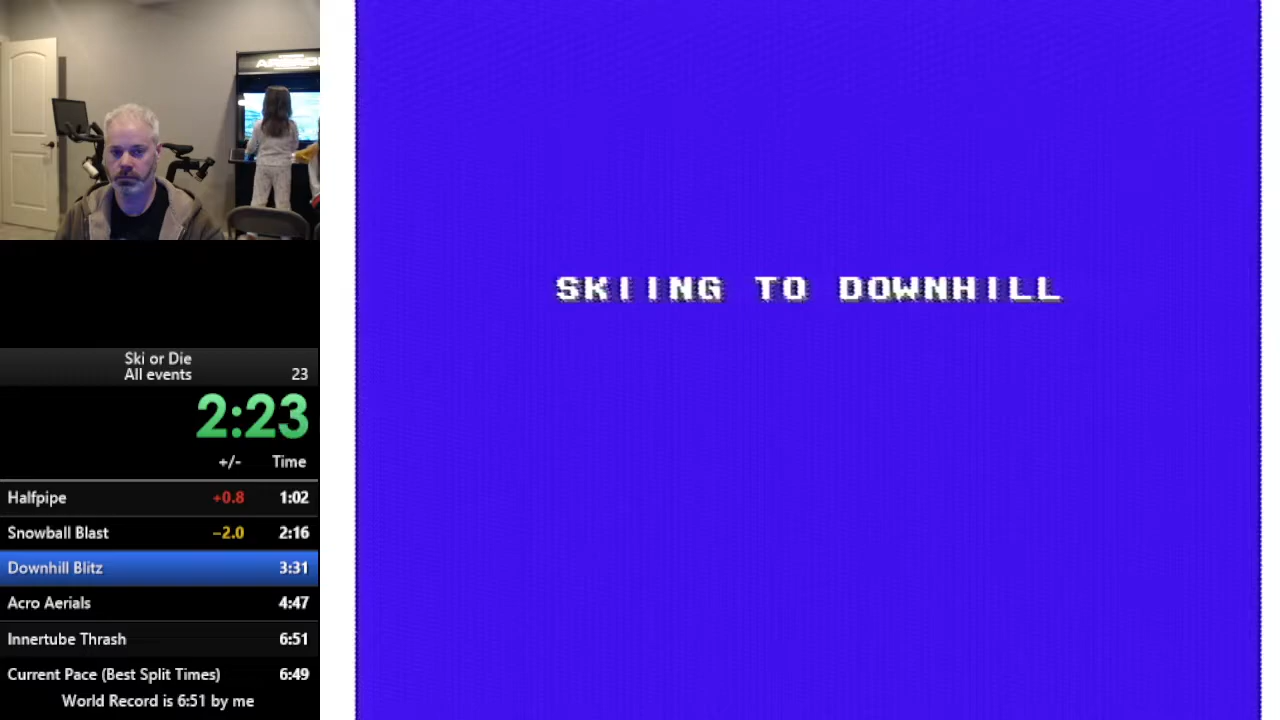 SKIING TO DOWNHILL
Ski or Die
All events 23
2:23
+/- Time
Halfpipe +0.8 1:02
Snowball Blast −2.0 2:16
Downhill Blitz 3:31
Acro Aerials 4:47
Innertube Thrash 6:51
Current Pace (Best Split Times) 6:49
World Record is 6:51 by me